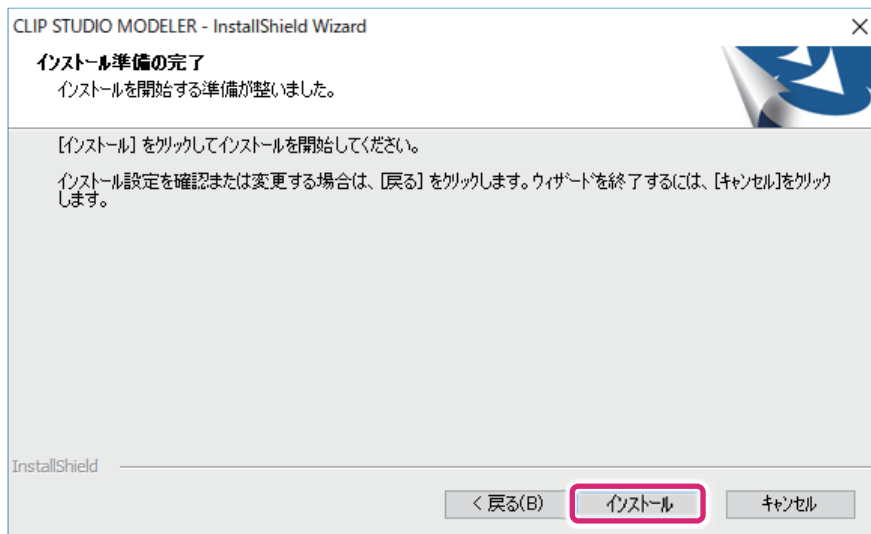 CLIP STUDIO MODELER - InstallShield Wizard
インストール準備の完了
インストールを開始する準備が整いました。
[インストール] をクリックしてインストールを開始してください。
インストール設定を確認または変更する場合は、[戻る] をクリックします。ウィザードを終了するには、[キャンセル]をクリック
します。
InstallShield
< 戻る(B) インストール キャンセル